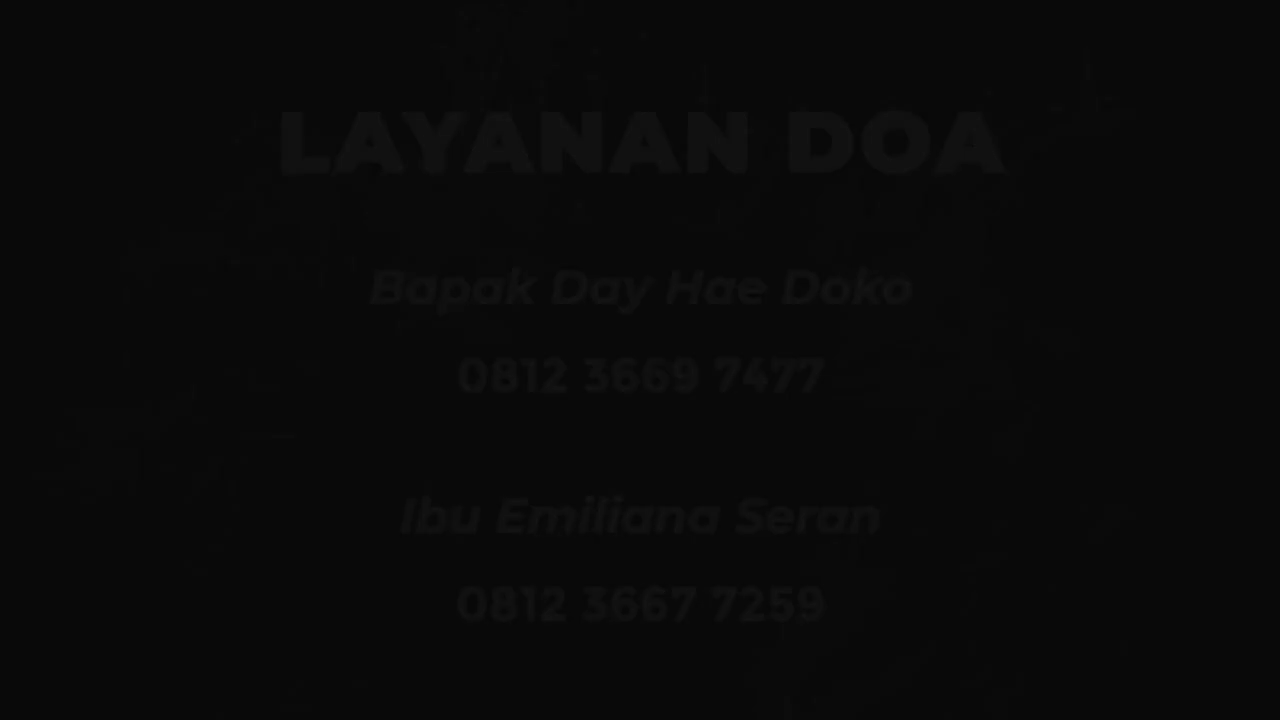 LAYANAN DOA
Bapak Day Hae Doko
0812 3669 7477
Ibu Emiliana Seran
0812 3667 7259